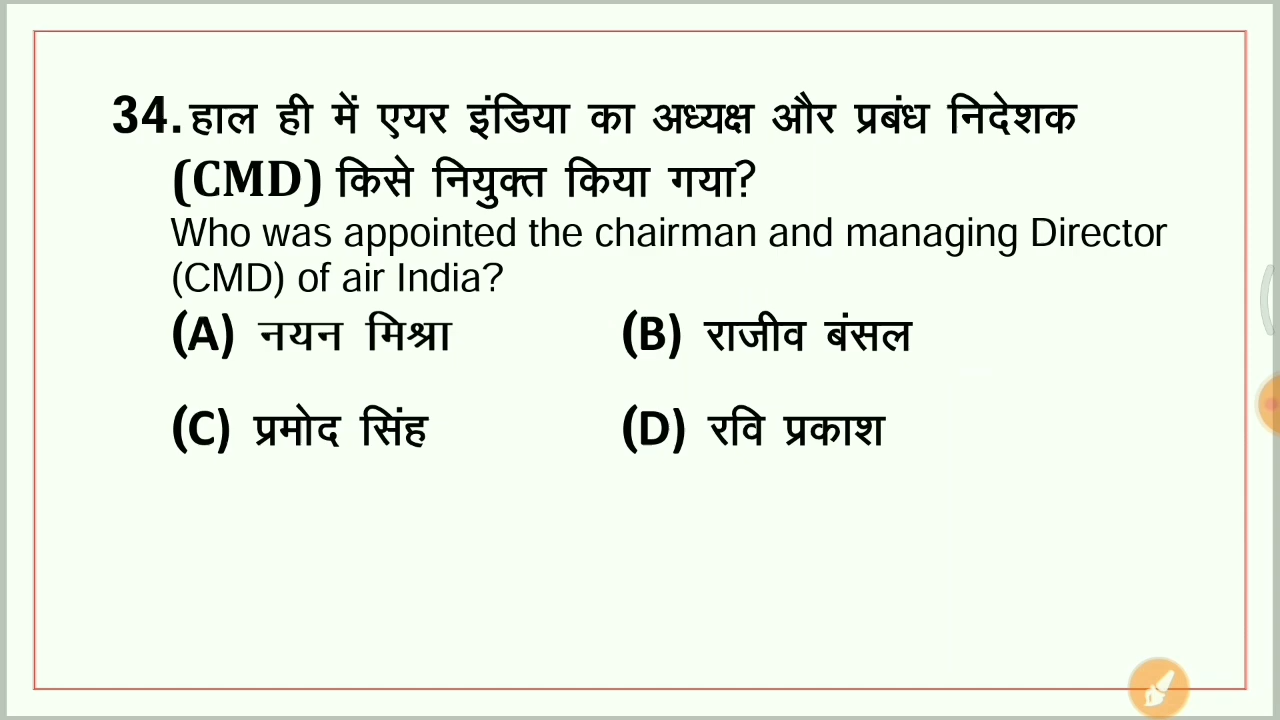 34. हाल ही में एयर इंडिया का अध्यक्ष और प्रबंध निदेशक
(CMD) किसे नियुक्त किया गया?
Who was appointed the chairman and managing Director
(CMD) of air India?
(A) नयन मिश्रा (B) राजीव बंसल
(C) प्रमोद सिंह (D) रवि प्रकाश